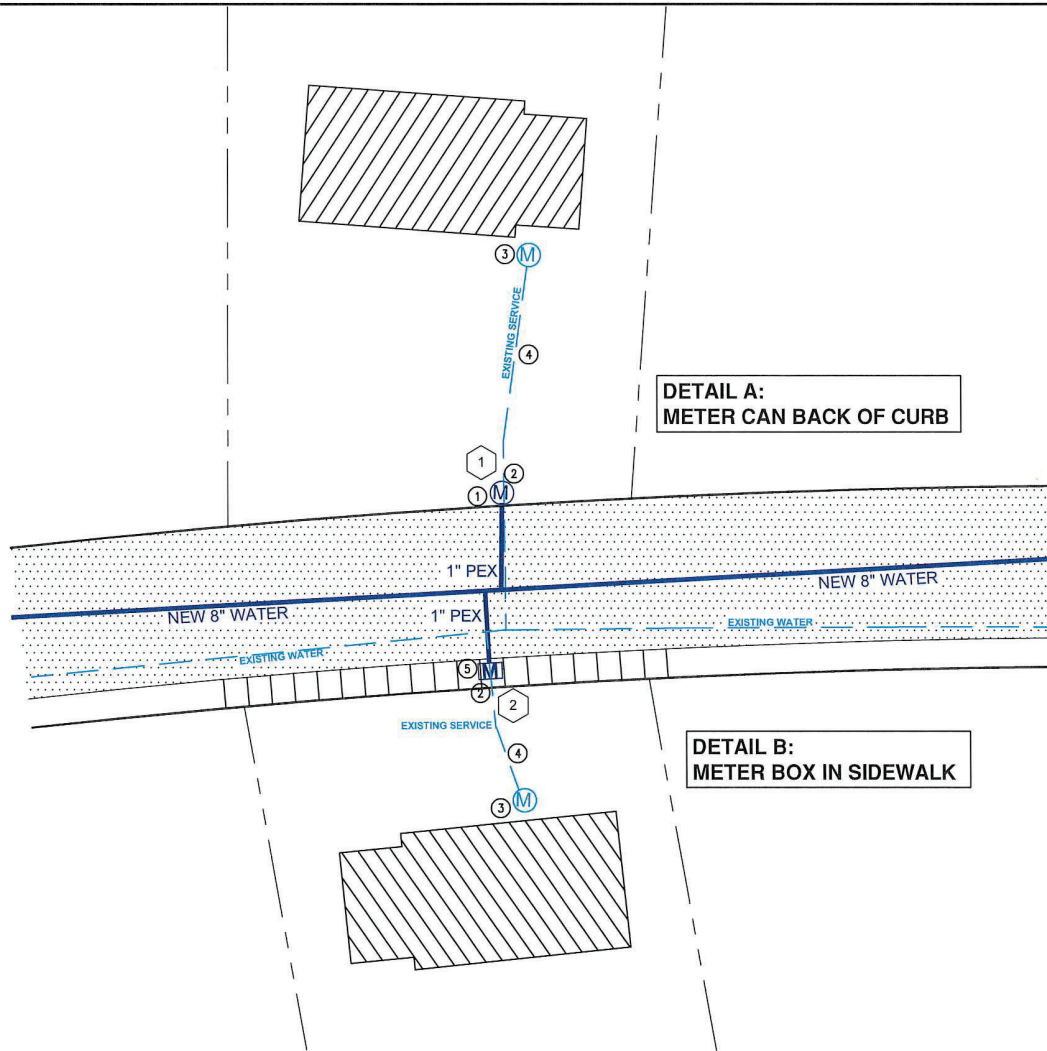 3 M
EXISTING SERVICE
4
DETAIL A:
METER CAN BACK OF CURB
1
2
1 M
1" PEX
NEW 8" WATER
NEW 8" WATER
1" PEX
EXISTING WATER
EXISTING WATER
5 M
2
2
EXISTING SERVICE
4
DETAIL B:
METER BOX IN SIDEWALK
3 M